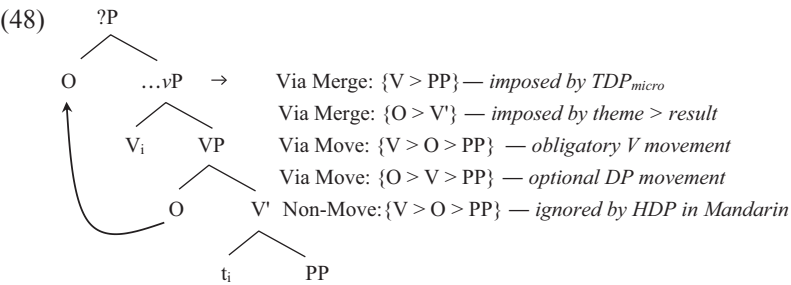 (48) ?P
O …vP → Via Merge: {V > PP} — imposed by TDPmicro
Via Merge: {O > V'} — imposed by theme > result
Vi VP Via Move: {V > O > PP} — obligatory V movement
Via Move: {O > V > PP} — optional DP movement
O V' Non-Move:{V > O > PP} — ignored by HDP in Mandarin
ti PP